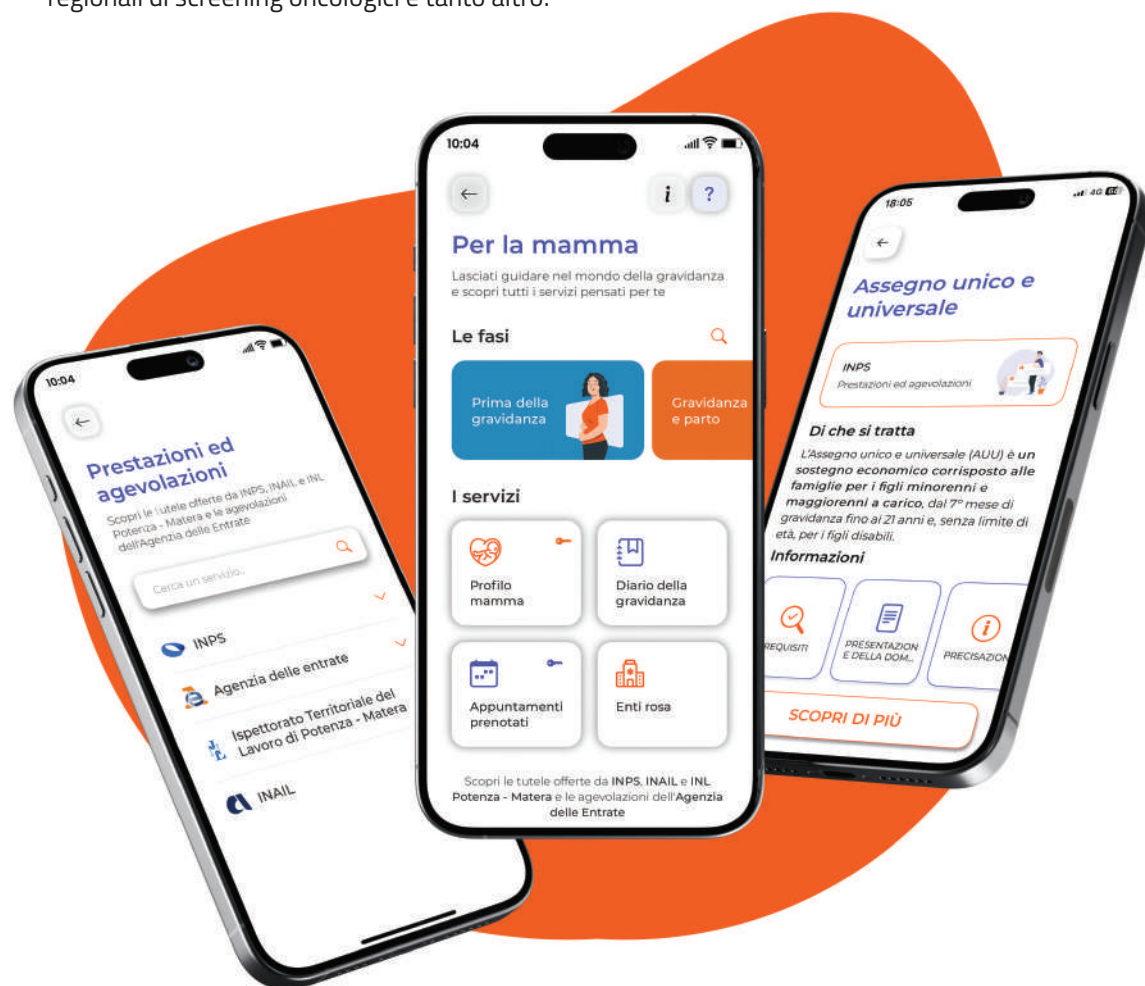 regionali di screening oncologici e tanto altro.
10:04
Prestazioni ed
agevolazioni
Scopri le tutele offerte da INPS, INAIL e INL
Potenza - Matera e le agevolazioni
dell'Agenzia delle Entrate
Cerca un servizio..
INPS
Agenzia delle entrate
Ispettorato Territoriale del
Lavoro di Potenza - Matera
INAIL
10:04
i
?
Per la mamma
Lasciati guidare nel mondo della gravidanza
e scopri tutti i servizi pensati per te
Le fasi
Prima della
gravidanza
Gravidanza
e parto
I servizi
Profilo
mamma
Diario della
gravidanza
Appuntamenti
prenotati
Enti rosa
Scopri le tutele offerte da INPS, INAIL e INL
Potenza - Matera e le agevolazioni dell'Agenzia
delle Entrate
18:05
4G
Assegno unico e
universale
INPS
Prestazioni ed agevolazioni
Di che si tratta
L'Assegno unico e universale (AUU) è un
sostegno economico corrisposto alle
famiglie per i figli minorenni e
maggiorenni a carico, dal 7° mese di
gravidanza fino ai 21 anni e, senza limite di
età, per i figli disabili.
Informazioni
REQUISITI
PRESENTAZION
E DELLA DOM...
PRECISAZION
SCOPRI DI PIÙ